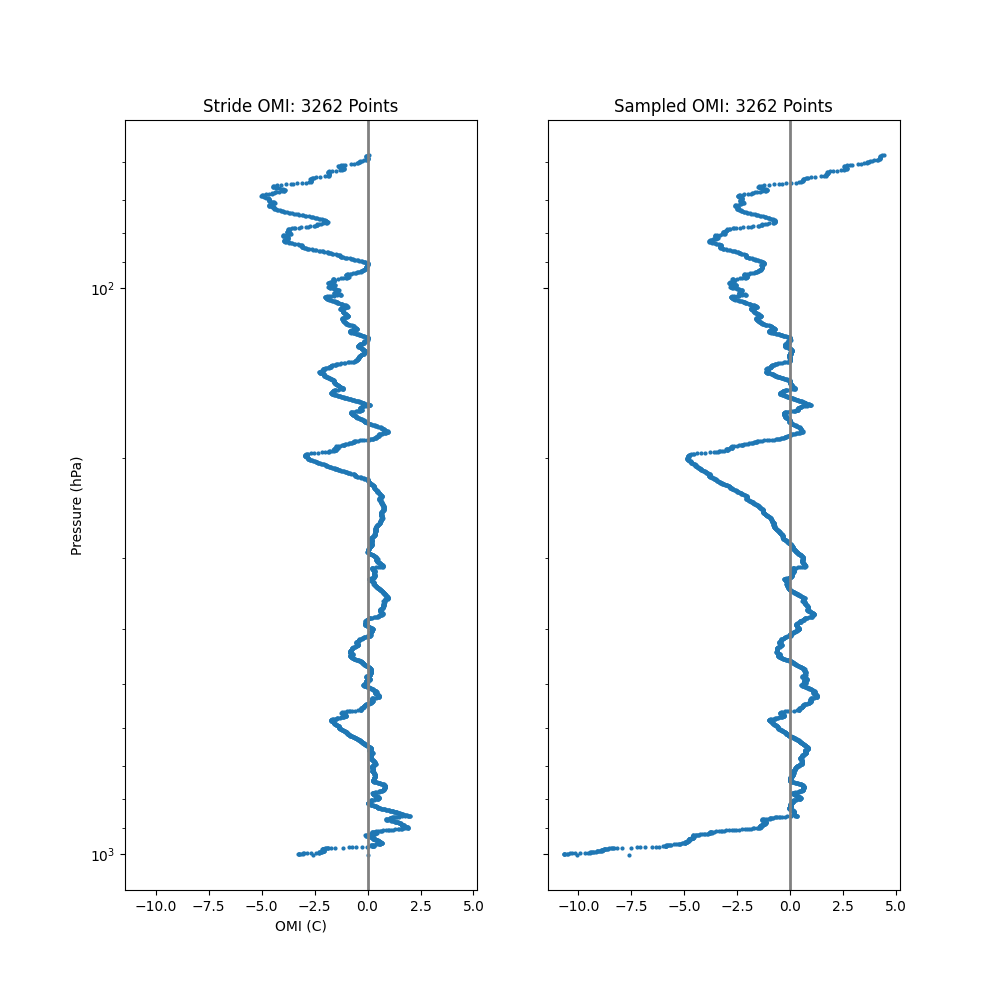 Stride OMI: 3262 Points
Sampled OMI: 3262 Points
Pressure (hPa)
10²
10³
−10.0 −7.5 −5.0 −2.5 0.0 2.5 5.0
OMI (C)
−10.0 −7.5 −5.0 −2.5 0.0 2.5 5.0